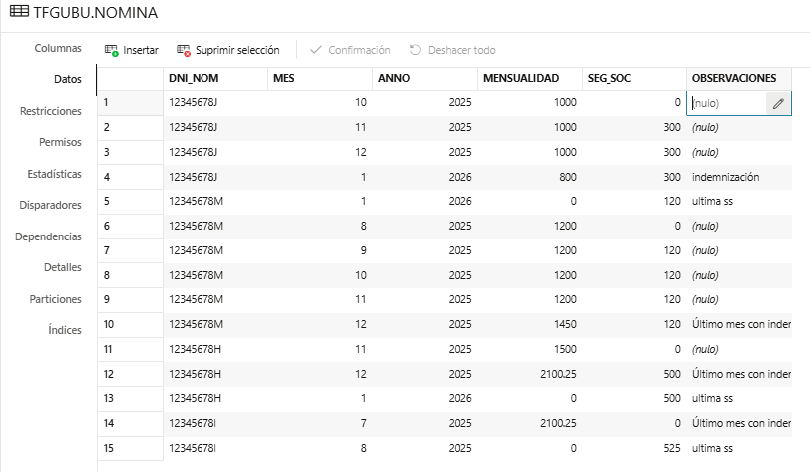 TFGUBU.NOMINA
Columnas
Datos
Restricciones
Permisos
Estadísticas
Disparadores
Dependencias
Detalles
Particiones
Índices
Insertar Suprimir selección Confirmación Deshacer todo
DNI_NOM MES ANNO MENSUALIDAD SEG_SOC OBSERVACIONES
1 12345678J 10 2025 1000 0 (nulo)
2 12345678J 11 2025 1000 300 (nulo)
3 12345678J 12 2025 1000 300 (nulo)
4 12345678J 1 2026 800 300 indemnización
5 12345678M 1 2026 0 120 ultima ss
6 12345678M 8 2025 1200 0 (nulo)
7 12345678M 9 2025 1200 120 (nulo)
8 12345678M 10 2025 1200 120 (nulo)
9 12345678M 11 2025 1200 120 (nulo)
10 12345678M 12 2025 1450 120 Último mes con inder
11 12345678H 11 2025 1500 0 (nulo)
12 12345678H 12 2025 2100.25 500 Último mes con inder
13 12345678H 1 2026 0 500 ultima ss
14 12345678I 7 2025 2100.25 0 Último mes con inder
15 12345678I 8 2025 0 525 ultima ss